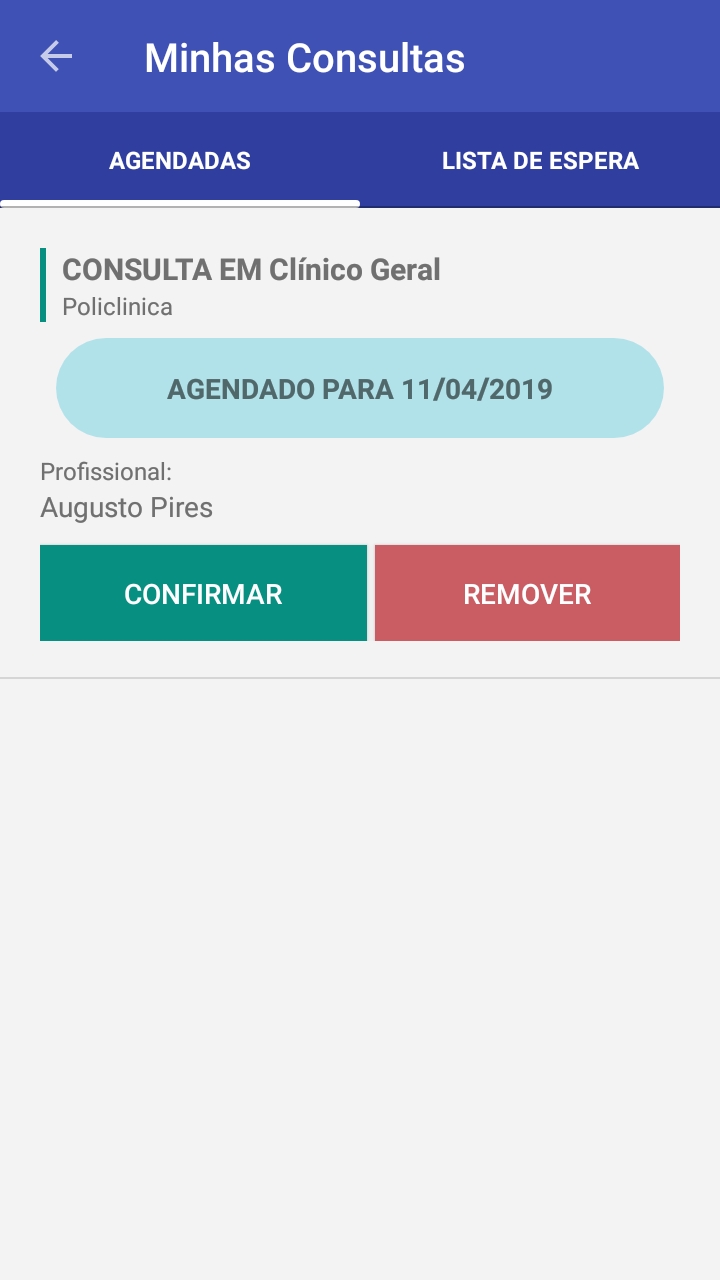 Minhas Consultas
AGENDADAS
LISTA DE ESPERA
CONSULTA EM Clínico Geral
Policlinica
AGENDADO PARA 11/04/2019
Profissional:
Augusto Pires
CONFIRMAR
REMOVER